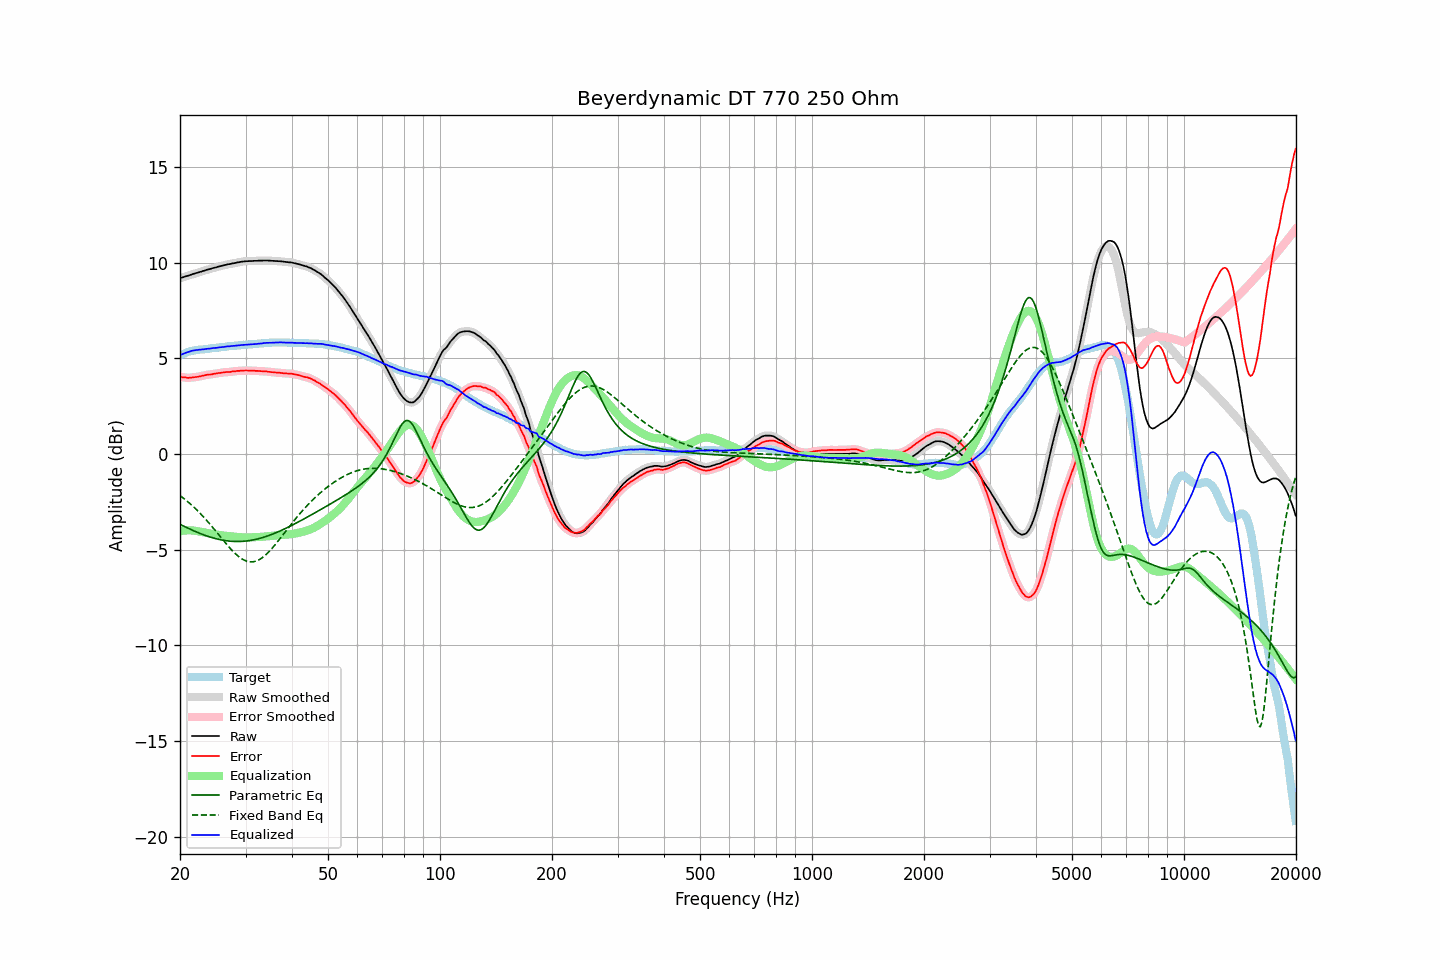 Beyerdynamic DT 770 250 Ohm
Amplitude (dBr)
15
10
5
0
−5
−10
−15
−20
Target
Raw Smoothed
Error Smoothed
Raw
Error
Equalization
Parametric Eq
Fixed Band Eq
Equalized
20 50 100 200 500 1000 2000 5000 10000 20000
Frequency (Hz)